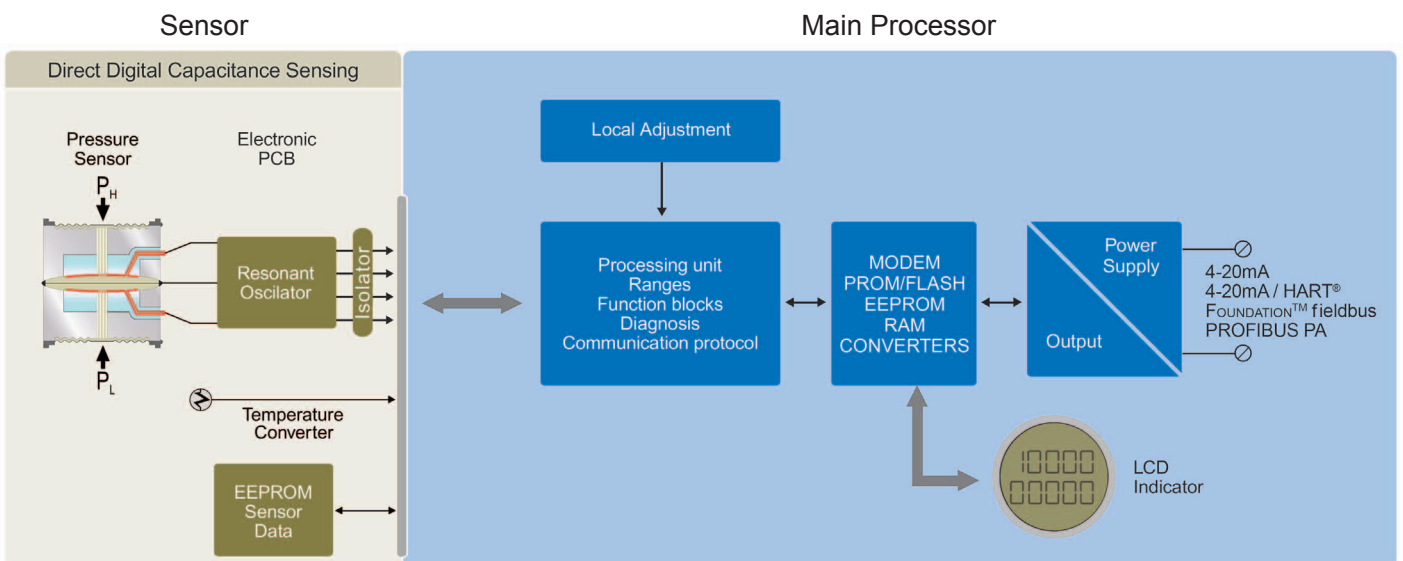 Sensor
Main Processor
Direct Digital Capacitance Sensing
Pressure
Sensor
Electronic
PCB
PH
PL
Resonant
Oscilator
Isolator
Temperature
Converter
EEPROM
Sensor
Data
Local Adjustment
Processing unit
Ranges
Function blocks
Diagnosis
Communication protocol
MODEM
PROM/FLASH
EEPROM
RAM
CONVERTERS
Power
Supply
Output
4-20mA
4-20mA / HART®
FOUNDATION™ fieldbus
PROFIBUS PA
10000
00000
LCD
Indicator